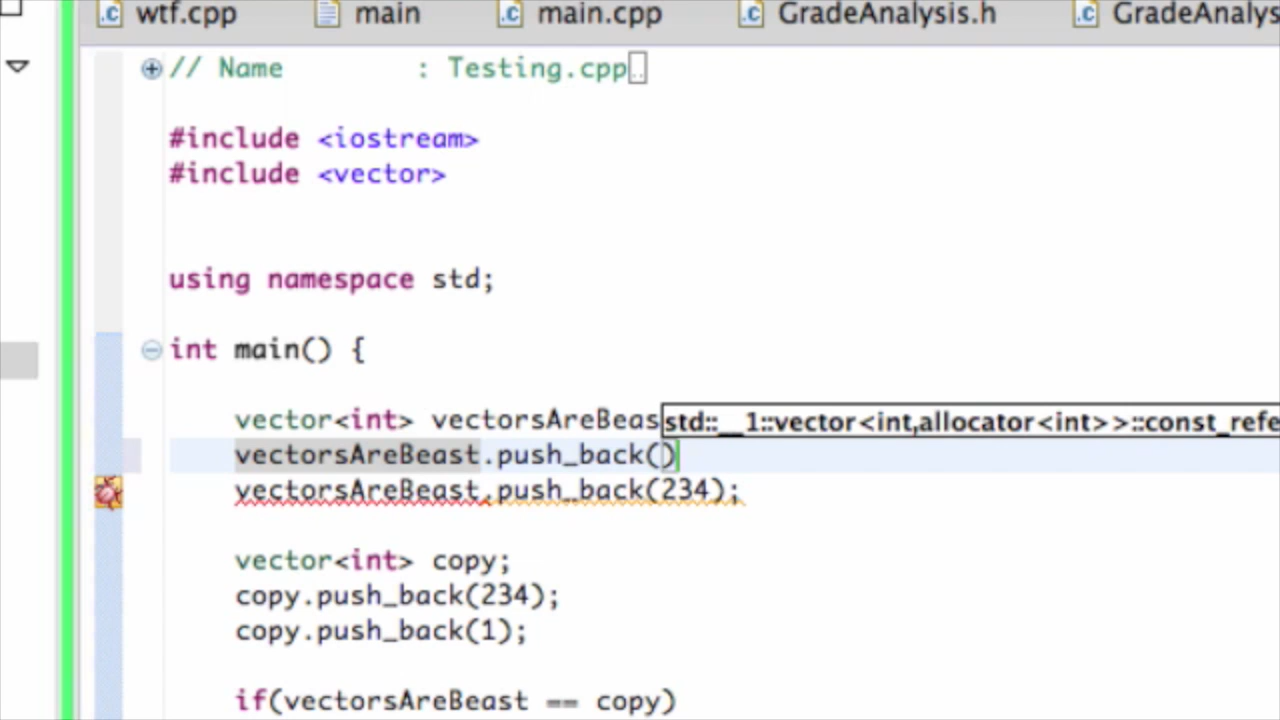 wtf.cpp main main.cpp GradeAnalysis.h GradeAnalys
// Name : Testing.cpp
#include <iostream>
#include <vector>
using namespace std;
int main() {
vector<int> vectorsAreBeas std::__1::vector<int,allocator<int>>::const_refe
vectorsAreBeast.push_back()
vectorsAreBeast.push_back(234);
vector<int> copy;
copy.push_back(234);
copy.push_back(1);
if(vectorsAreBeast == copy)